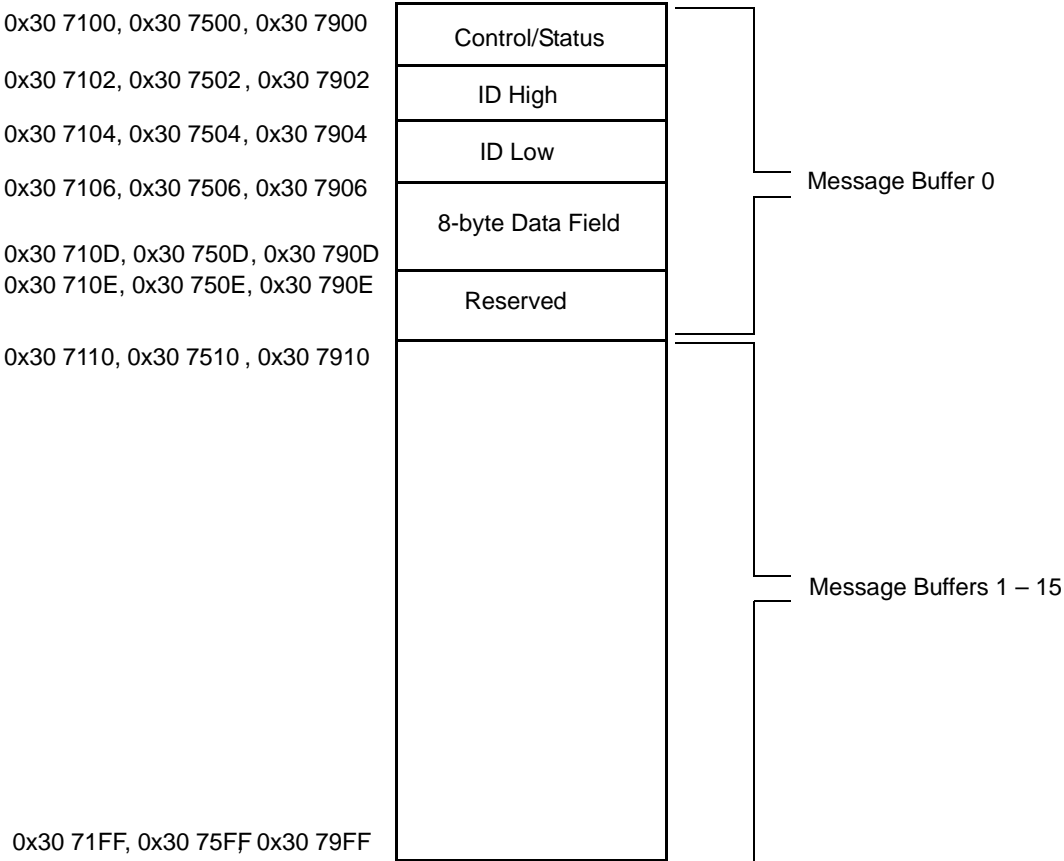 0x30 7100, 0x30 7500, 0x30 7900
Control/Status
0x30 7102, 0x30 7502 , 0x30 7902
ID High
0x30 7104, 0x30 7504, 0x30 7904
ID Low
0x30 7106, 0x30 7506, 0x30 7906
Message Buffer 0
8-byte Data Field
0x30 710D, 0x30 750D, 0x30 790D
0x30 710E, 0x30 750E, 0x30 790E
Reserved
0x30 7110, 0x30 7510 , 0x30 7910
Message Buffers 1 – 15
0x30 71FF, 0x30 75FF, 0x30 79FF